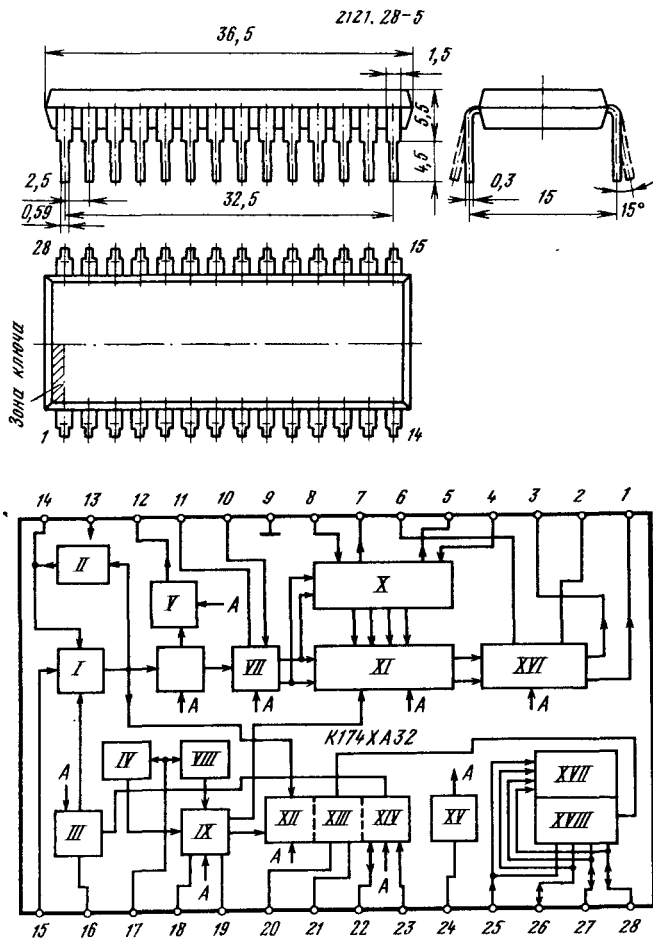 2121.28-5
36,5
1,5
5,5
4,5
2,5
32,5
0,59
0,3
15
15°
28
15
Зона ключа
1
14
14 13 12 11 10 9 8 7 6 5 4 3 2 1
II
V
A
X
I
VII
XI
XVI
A
A
A
A
К174ХА32
IV
VIII
A
A
XVII
III
IX
XII
XIII
XIV
XV
XVIII
A
A
A
15 16 17 18 19 20 21 22 23 24 25 26 27 28